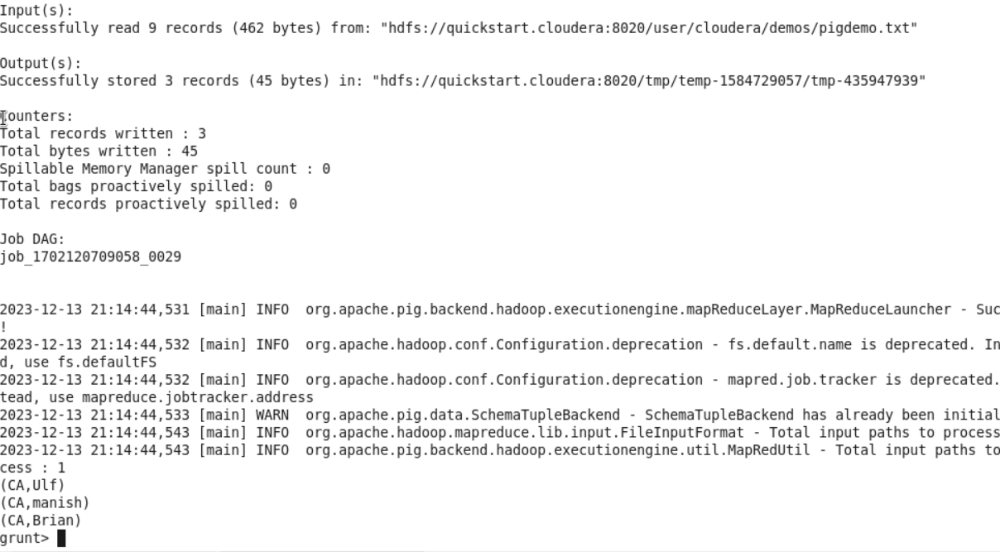 Input(s):
Successfully read 9 records (462 bytes) from: "hdfs://quickstart.cloudera:8020/user/cloudera/demos/pigdemo.txt"
Output(s):
Successfully stored 3 records (45 bytes) in: "hdfs://quickstart.cloudera:8020/tmp/temp-1584729057/tmp-435947939"
Counters:
Total records written : 3
Total bytes written : 45
Spillable Memory Manager spill count : 0
Total bags proactively spilled: 0
Total records proactively spilled: 0
Job DAG:
job_1702120709058_0029
2023-12-13 21:14:44,531 [main] INFO  org.apache.pig.backend.hadoop.executionengine.mapReduceLayer.MapReduceLauncher - Suc
!
2023-12-13 21:14:44,532 [main] INFO  org.apache.hadoop.conf.Configuration.deprecation - fs.default.name is deprecated. In
d, use fs.defaultFS
2023-12-13 21:14:44,532 [main] INFO  org.apache.hadoop.conf.Configuration.deprecation - mapred.job.tracker is deprecated.
tead, use mapreduce.jobtracker.address
2023-12-13 21:14:44,533 [main] WARN  org.apache.pig.data.SchemaTupleBackend - SchemaTupleBackend has already been initial
2023-12-13 21:14:44,543 [main] INFO  org.apache.hadoop.mapreduce.lib.input.FileInputFormat - Total input paths to process
2023-12-13 21:14:44,543 [main] INFO  org.apache.pig.backend.hadoop.executionengine.util.MapRedUtil - Total input paths to
cess : 1
(CA,Ulf)
(CA,manish)
(CA,Brian)
grunt>